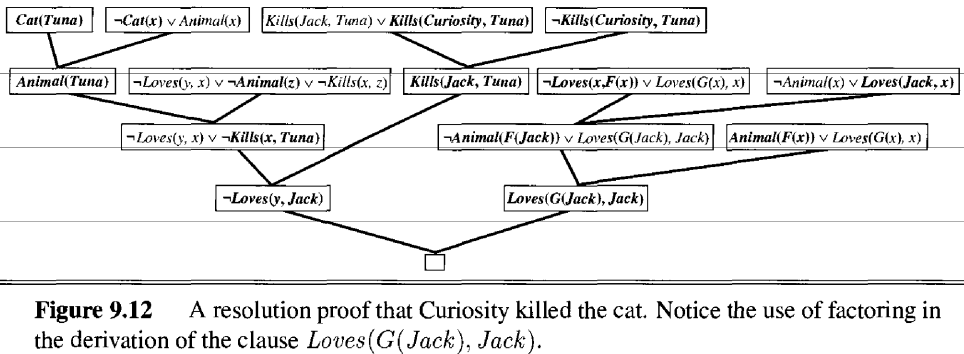 Cat(Tuna) ¬Cat(x) ∨ Animal(x) Kills(Jack, Tuna) ∨ Kills(Curiosity, Tuna) ¬Kills(Curiosity, Tuna)
Animal(Tuna) ¬Loves(y, x) ∨ ¬Animal(z) ∨ ¬Kills(x, z) Kills(Jack, Tuna) ¬Loves(x,F(x)) ∨ Loves(G(x), x) ¬Animal(x) ∨ Loves(Jack, x)
¬Loves(y, x) ∨ ¬Kills(x, Tuna) ¬Animal(F(Jack)) ∨ Loves(G(Jack), Jack) Animal(F(x)) ∨ Loves(G(x), x)
¬Loves(y, Jack) Loves(G(Jack), Jack)
Figure 9.12 A resolution proof that Curiosity killed the cat. Notice the use of factoring in
the derivation of the clause Loves(G(Jack), Jack).